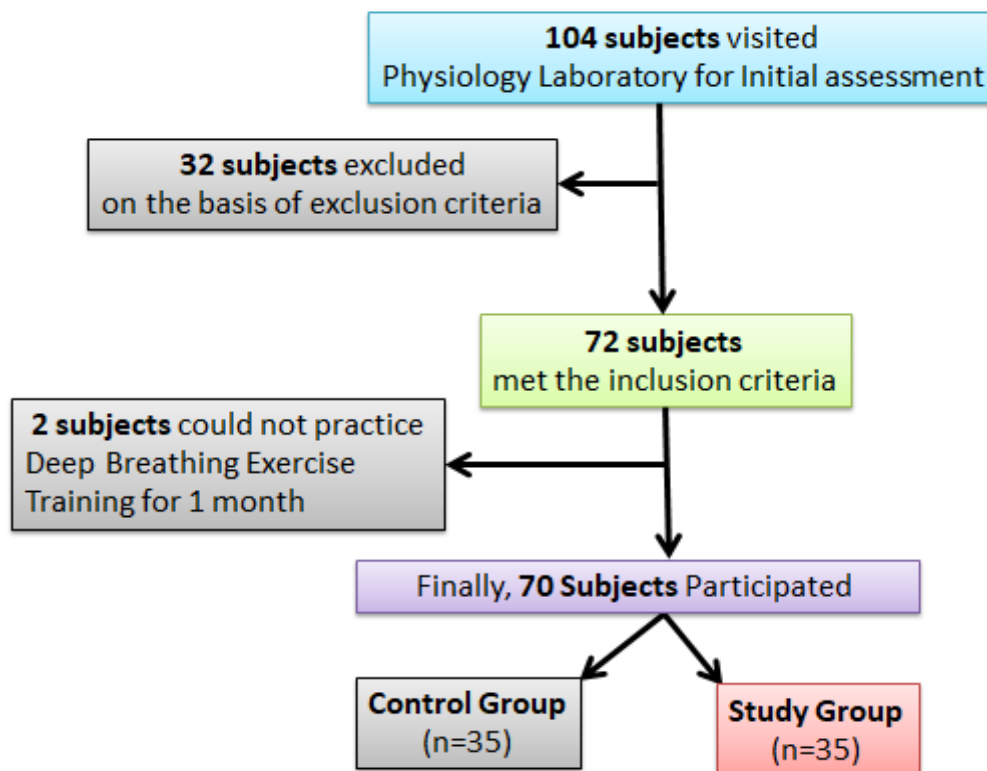 104 subjects visited
Physiology Laboratory for Initial assessment
32 subjects excluded
on the basis of exclusion criteria
72 subjects
met the inclusion criteria
2 subjects could not practice
Deep Breathing Exercise
Training for 1 month
Finally, 70 Subjects Participated
Control Group
(n=35)
Study Group
(n=35)